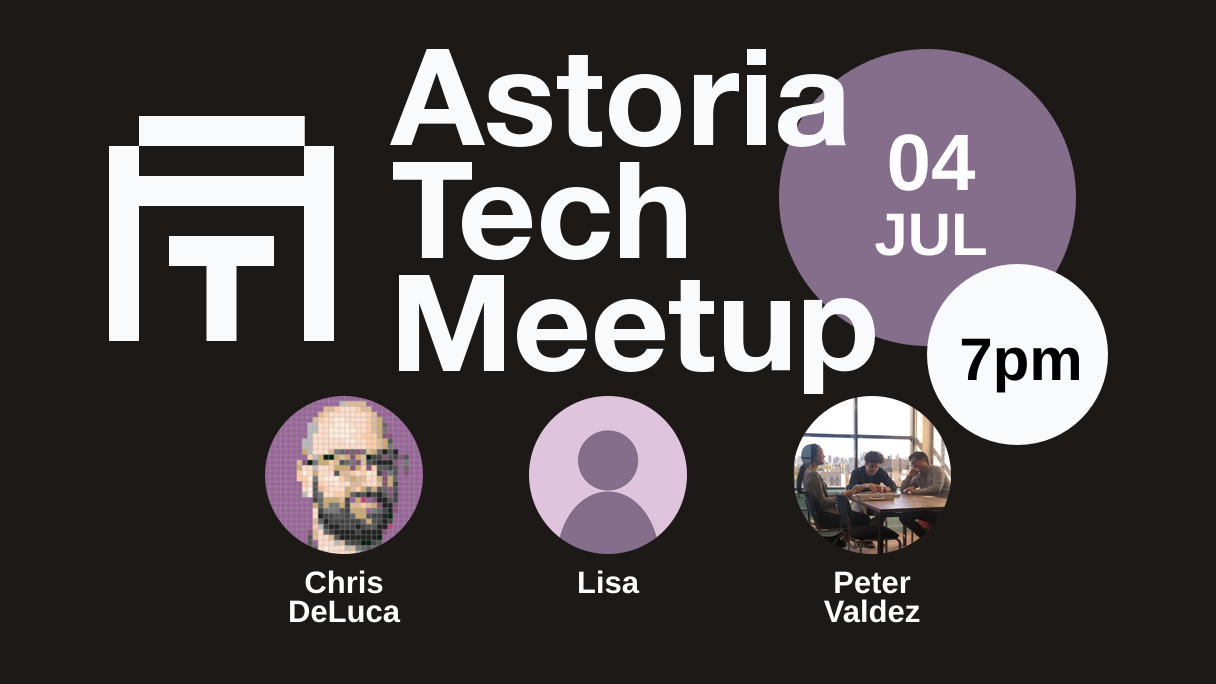 Astoria
Tech
Meetup
04
JUL
7pm
Chris
DeLuca
Lisa
Peter
Valdez